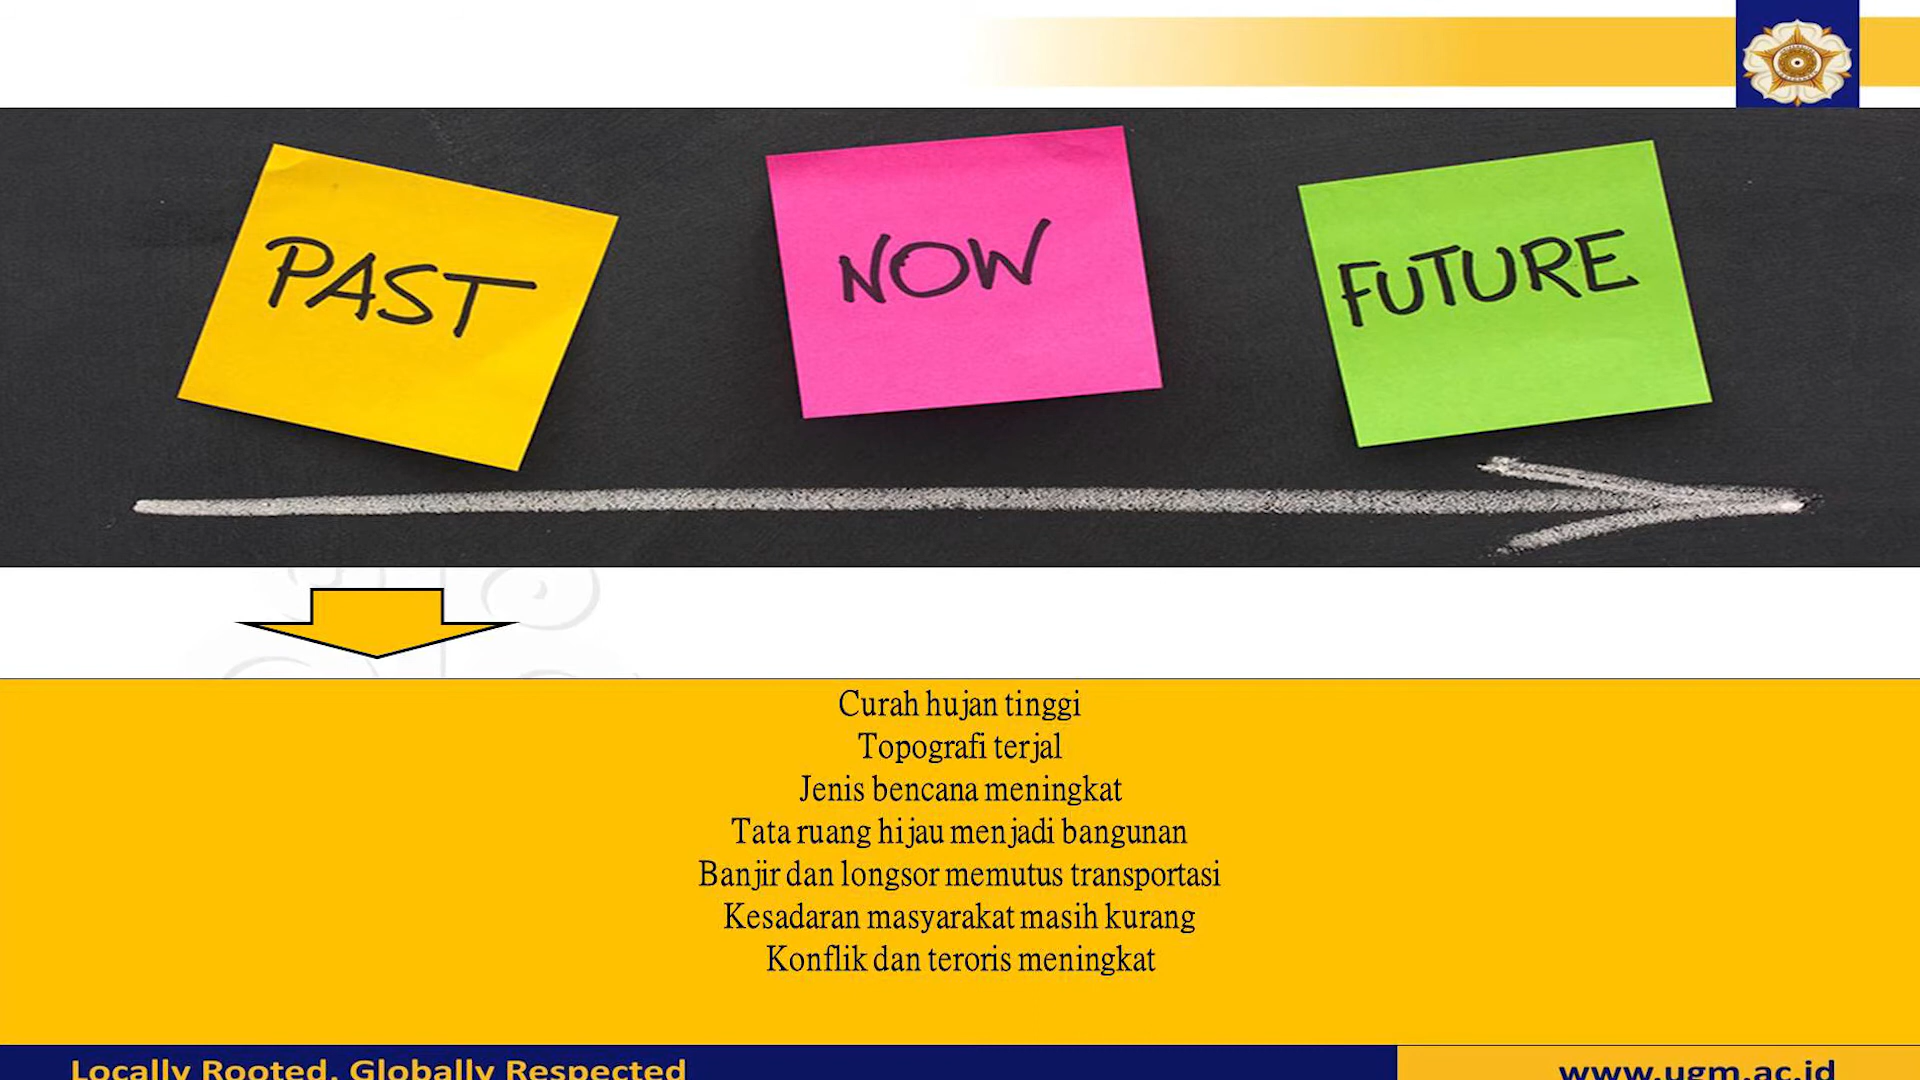 PAST
NOW
FUTURE
Curah hujan tinggi
Topografi terjal
Jenis bencana meningkat
Tata ruang hijau menjadi bangunan
Banjir dan longsor memutus transportasi
Kesadaran masyarakat masih kurang
Konflik dan teroris meningkat
Locally Rooted, Globally Respected
www.ugm.ac.id